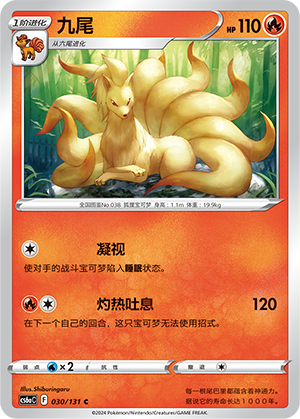 1阶进化
九尾
HP 110
从六尾进化
全国图鉴No.038 狐狸宝可梦 身高：1.1m 体重：19.9kg
凝视
使对手的战斗宝可梦陷入睡眠状态。
灼热吐息 120
在下一个自己的回合，这只宝可梦无法使用招式。
弱点 ×2 抵抗力 撤退
Illus.Shiburingaru
CS6aC F 030/131 C
每一根尾巴都蕴含着神通力。
据说它的寿命长达１０００年。
©2024 Pokémon/Nintendo/Creatures/GAME FREAK.